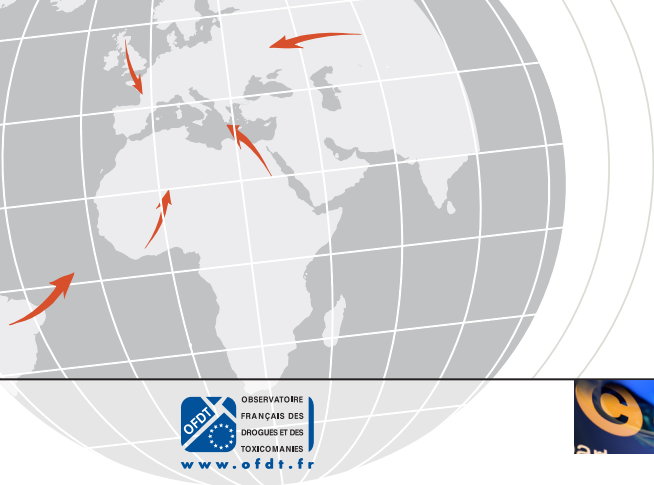 OBSERVATOIRE
FRANÇAIS DES
DROGUES ET DES
TOXICOMANIES
OFDT
www.ofdt.fr